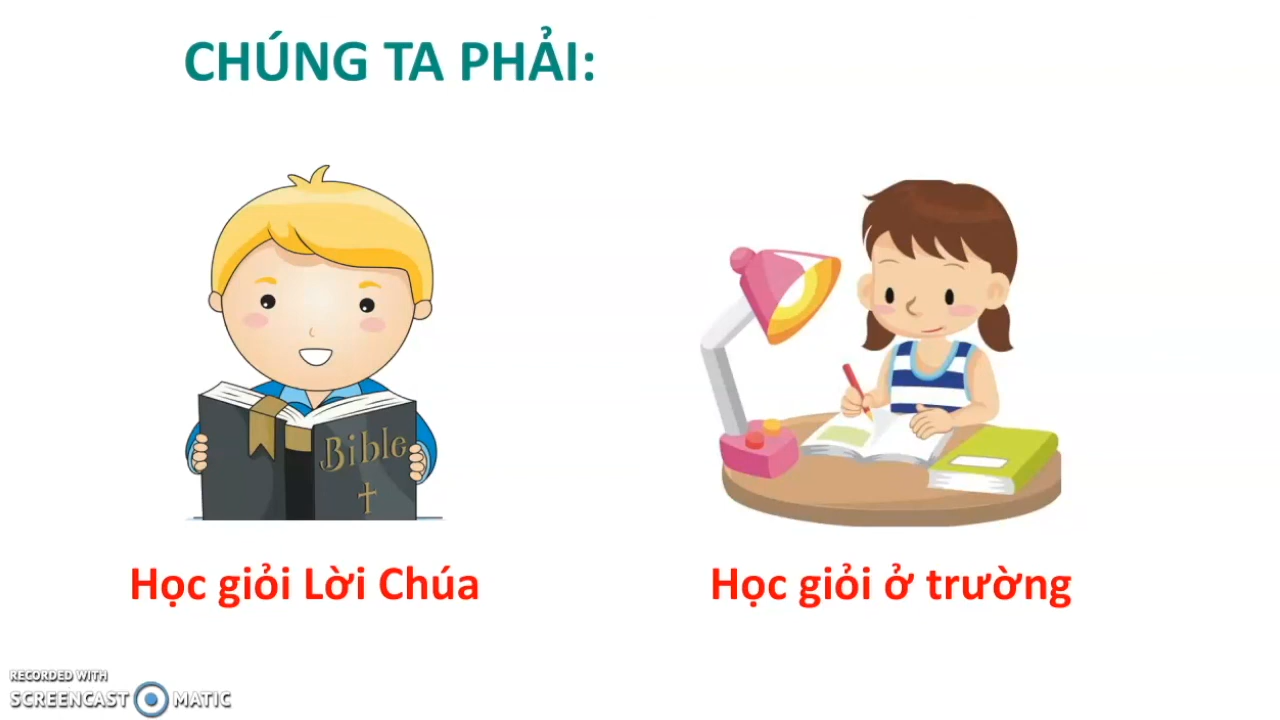 CHÚNG TA PHẢI:
Bible
Học giỏi Lời Chúa
Học giỏi ở trường
RECORDED WITH
SCREENCAST MATIC